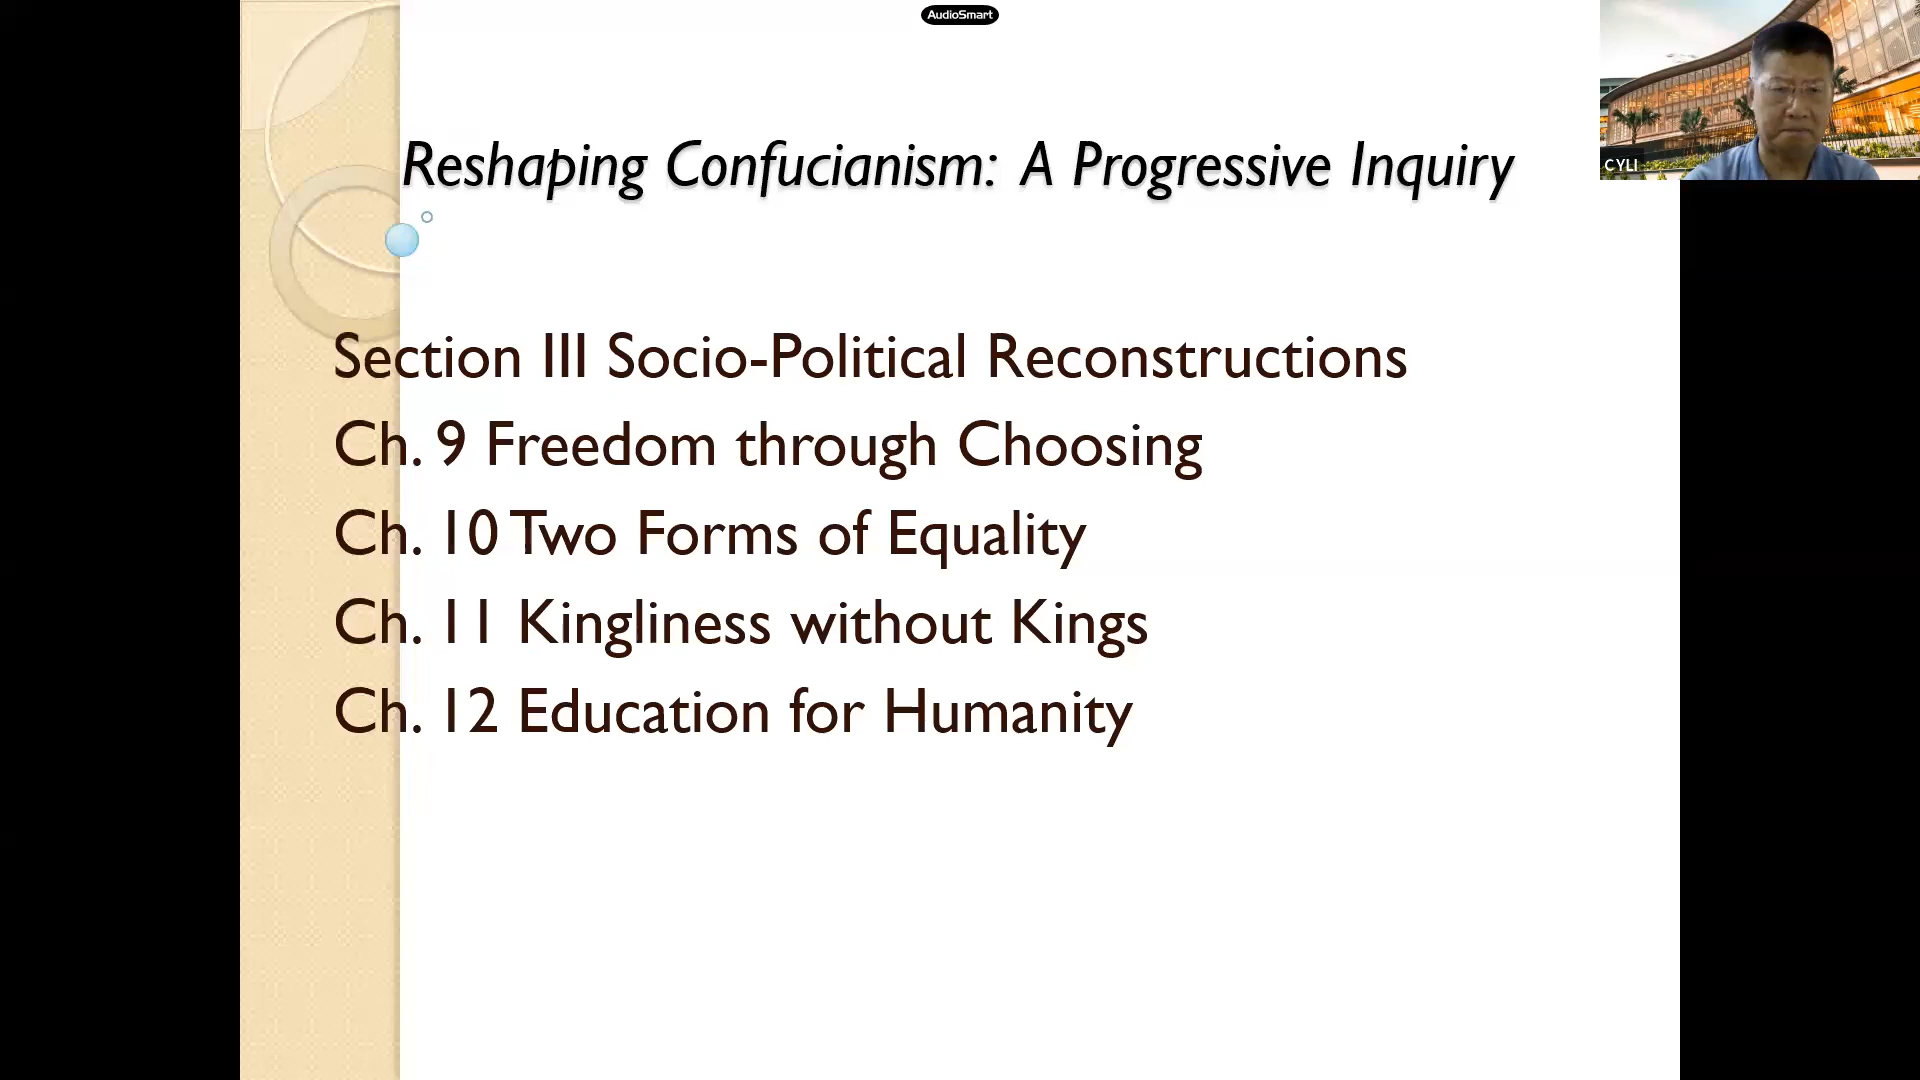 AudioSmart
Reshaping Confucianism: A Progressive Inquiry
CYLI
Section III Socio-Political Reconstructions
Ch. 9 Freedom through Choosing
Ch. 10 Two Forms of Equality
Ch. 11 Kingliness without Kings
Ch. 12 Education for Humanity